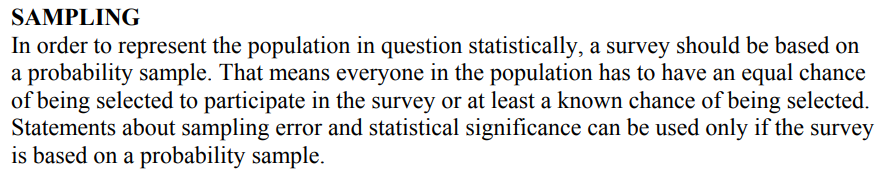 SAMPLING
In order to represent the population in question statistically, a survey should be based on
a probability sample. That means everyone in the population has to have an equal chance
of being selected to participate in the survey or at least a known chance of being selected.
Statements about sampling error and statistical significance can be used only if the survey
is based on a probability sample.